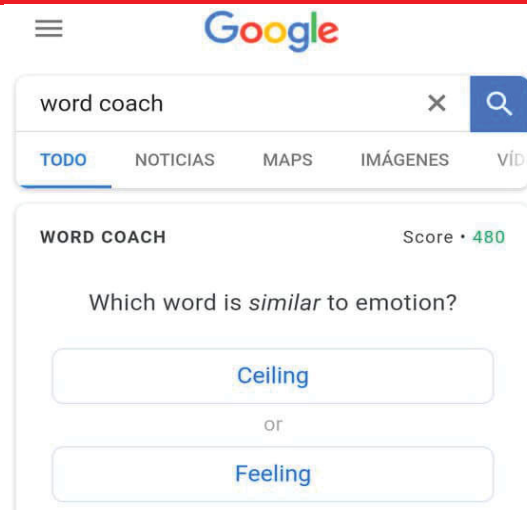 Google
word coach
TODO NOTICIAS MAPS IMÁGENES VÍD
WORD COACH Score • 480
Which word is similar to emotion?
Ceiling
or
Feeling